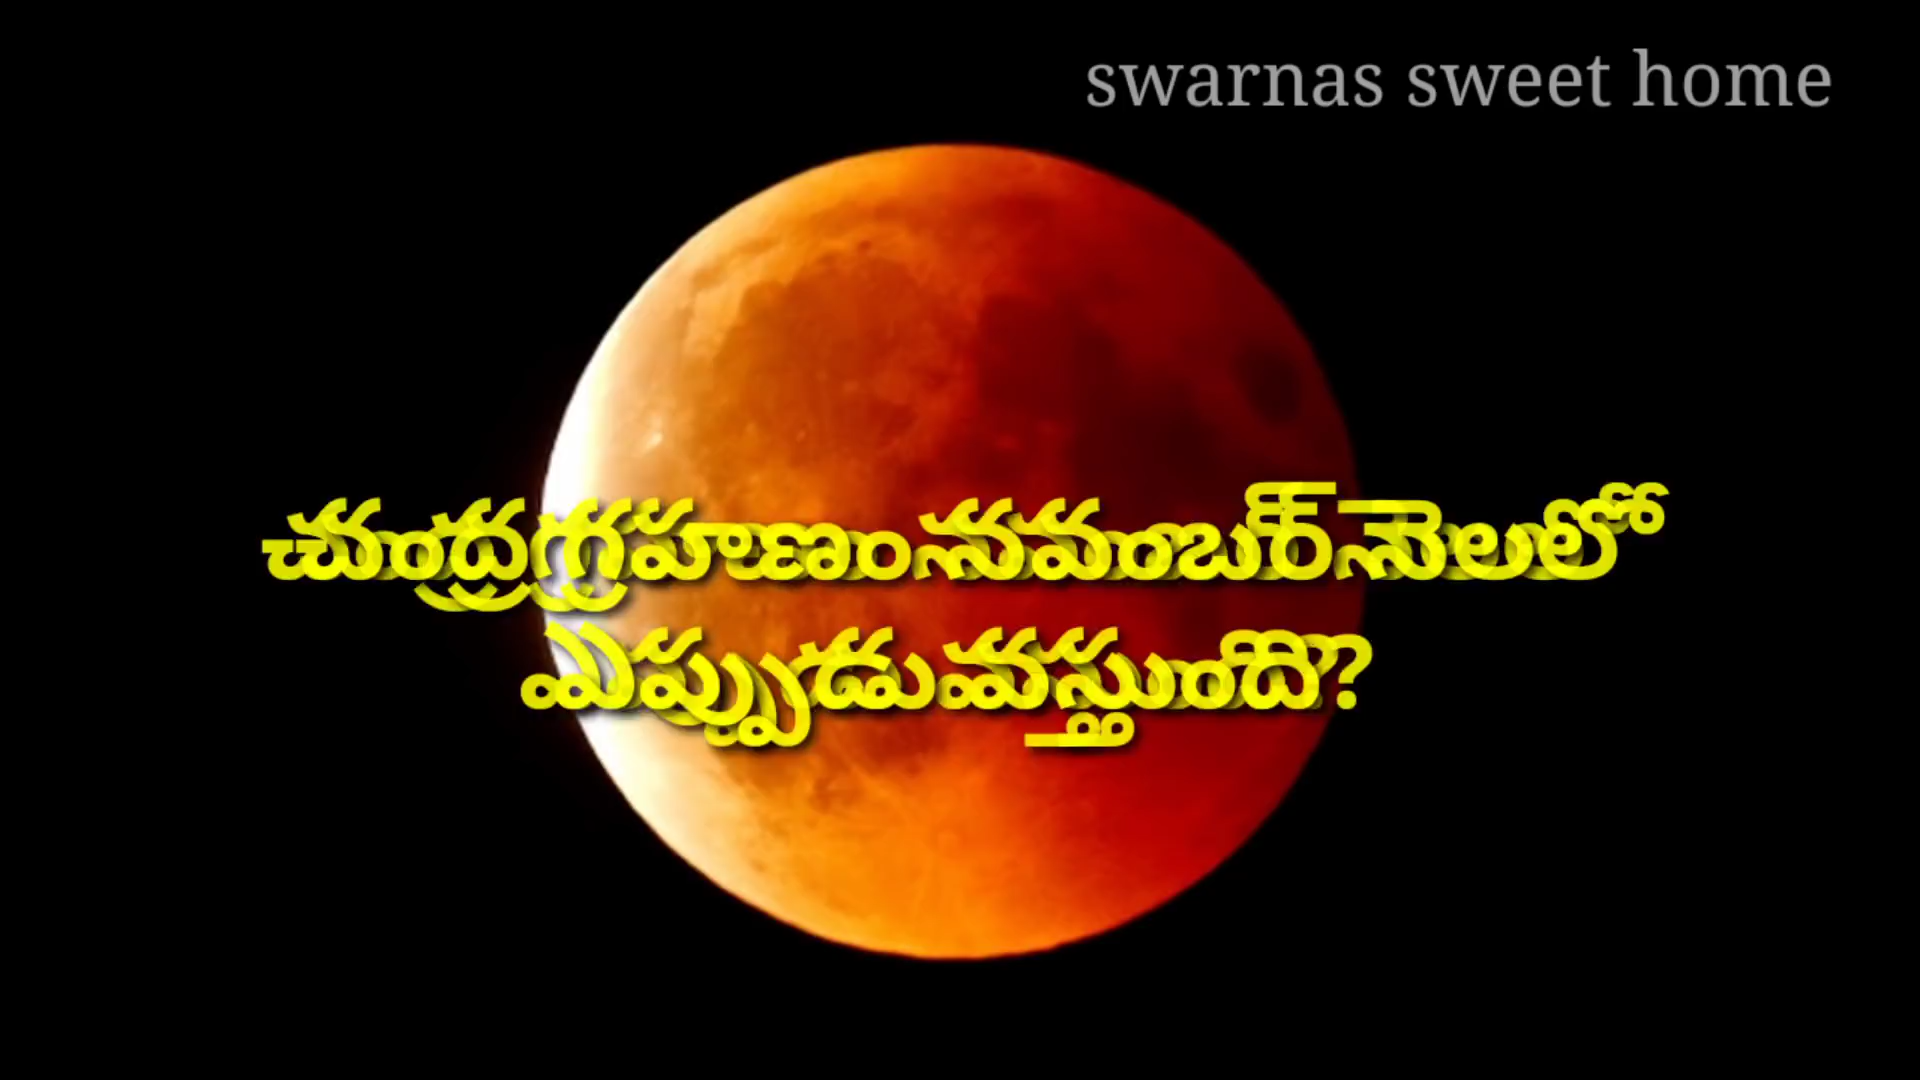 swarnas sweet home
చంద్రగ్రహణం నవంబర్ నెలలో
ఎప్పుడు వస్తుంది?